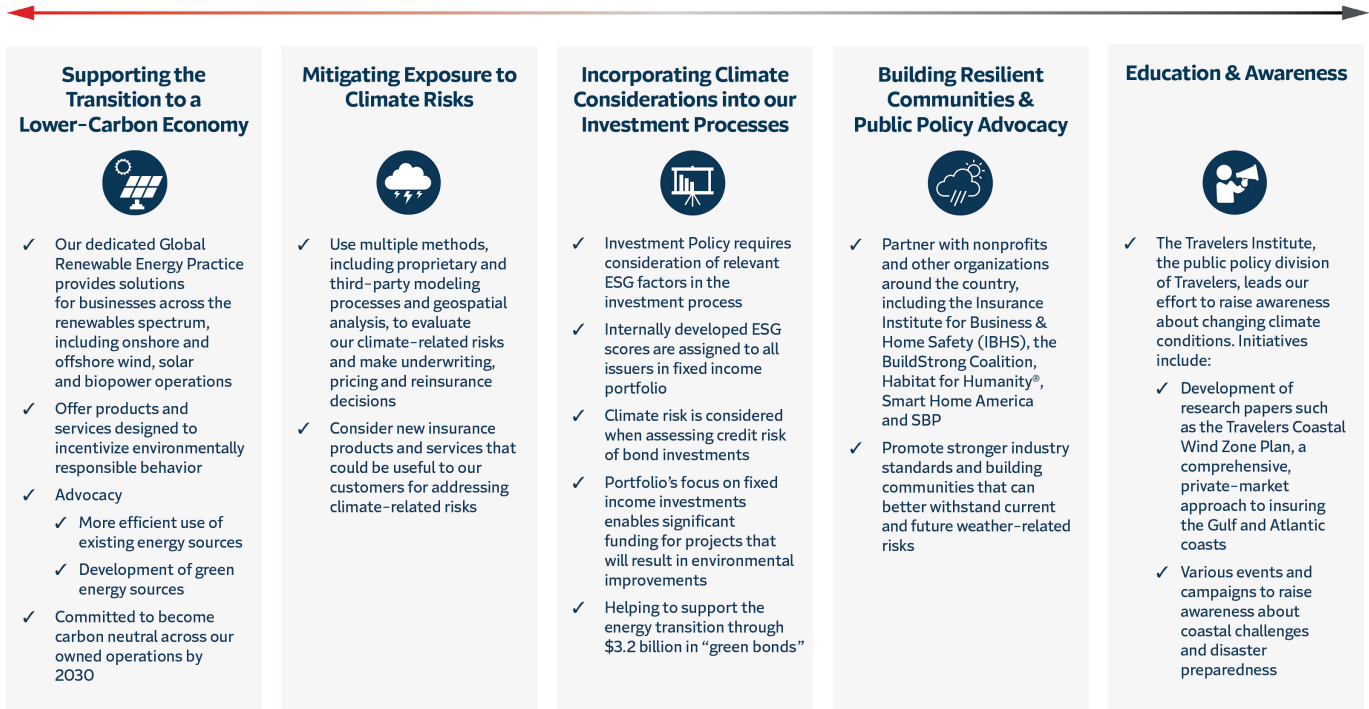 Supporting the
Transition to a
Lower-Carbon Economy
✓ Our dedicated Global
Renewable Energy Practice
provides solutions
for businesses across the
renewables spectrum,
including onshore and
offshore wind, solar
and biopower operations
✓ Offer products and
services designed to
incentivize environmentally
responsible behavior
✓ Advocacy
✓ More efficient use of
existing energy sources
✓ Development of green
energy sources
✓ Committed to become
carbon neutral across our
owned operations by
2030
Mitigating Exposure to
Climate Risks
✓ Use multiple methods,
including proprietary and
third-party modeling
processes and geospatial
analysis, to evaluate
our climate-related risks
and make underwriting,
pricing and reinsurance
decisions
✓ Consider new insurance
products and services that
could be useful to our
customers for addressing
climate-related risks
Incorporating Climate
Considerations into our
Investment Processes
✓ Investment Policy requires
consideration of relevant
ESG factors in the
investment process
✓ Internally developed ESG
scores are assigned to all
issuers in fixed income
portfolio
✓ Climate risk is considered
when assessing credit risk
of bond investments
✓ Portfolio’s focus on fixed
income investments
enables significant
funding for projects that
will result in environmental
improvements
✓ Helping to support the
energy transition through
$3.2 billion in “green bonds”
Building Resilient
Communities &
Public Policy Advocacy
✓ Partner with nonprofits
and other organizations
around the country,
including the Insurance
Institute for Business &
Home Safety (IBHS), the
BuildStrong Coalition,
Habitat for Humanity®,
Smart Home America
and SBP
✓ Promote stronger industry
standards and building
communities that can
better withstand current
and future weather-related
risks
Education & Awareness
✓ The Travelers Institute,
the public policy division
of Travelers, leads our
effort to raise awareness
about changing climate
conditions. Initiatives
include:
✓ Development of
research papers such
as the Travelers Coastal
Wind Zone Plan, a
comprehensive,
private-market
approach to insuring
the Gulf and Atlantic
coasts
✓ Various events and
campaigns to raise
awareness about
coastal challenges
and disaster
preparedness